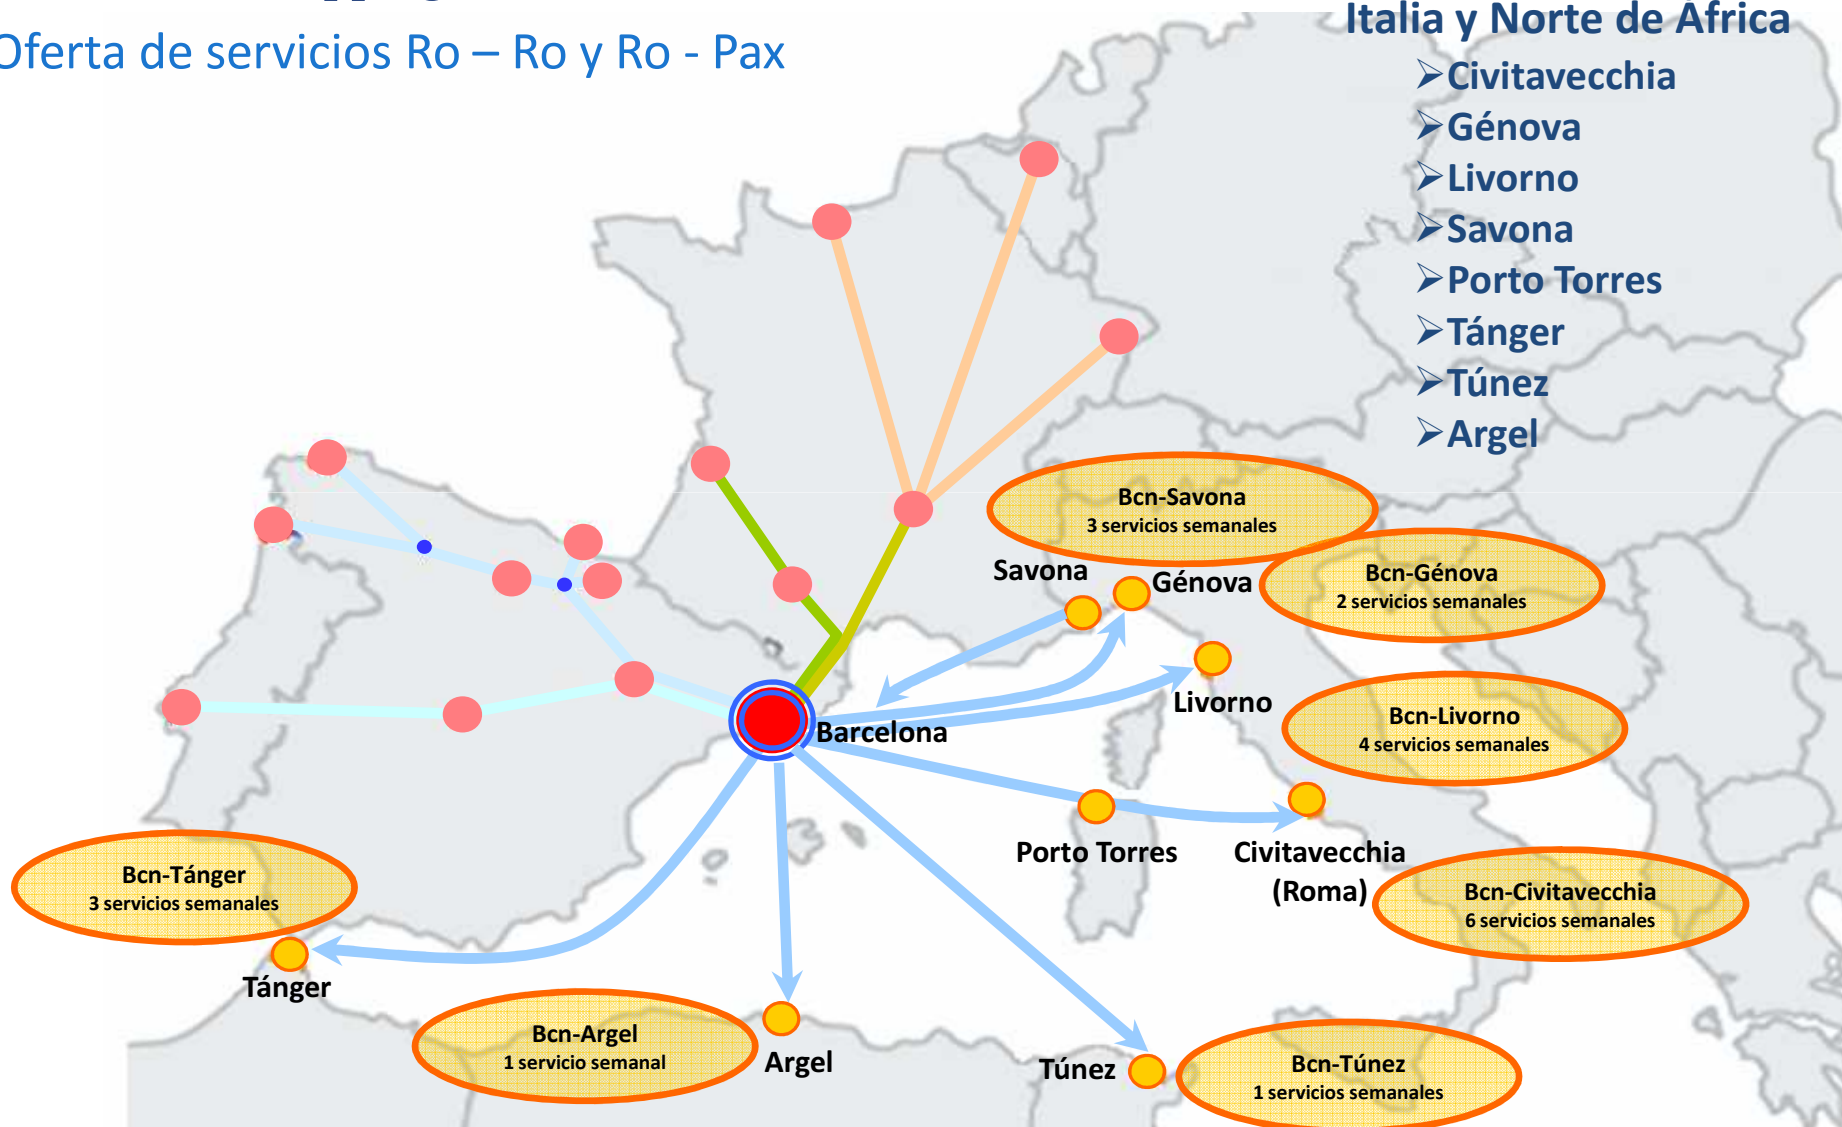 Oferta de servicios Ro – Ro y Ro - Pax
Italia y Norte de África
➢Civitavecchia
➢Génova
➢Livorno
➢Savona
➢Porto Torres
➢Tánger
➢Túnez
➢Argel
Bcn-Savona
3 servicios semanales
Savona
Génova
Bcn-Génova
2 servicios semanales
Livorno
Bcn-Livorno
4 servicios semanales
Barcelona
Porto Torres
Civitavecchia
(Roma)
Bcn-Civitavecchia
6 servicios semanales
Bcn-Tánger
3 servicios semanales
Tánger
Bcn-Argel
1 servicio semanal
Argel
Túnez
Bcn-Túnez
1 servicios semanales